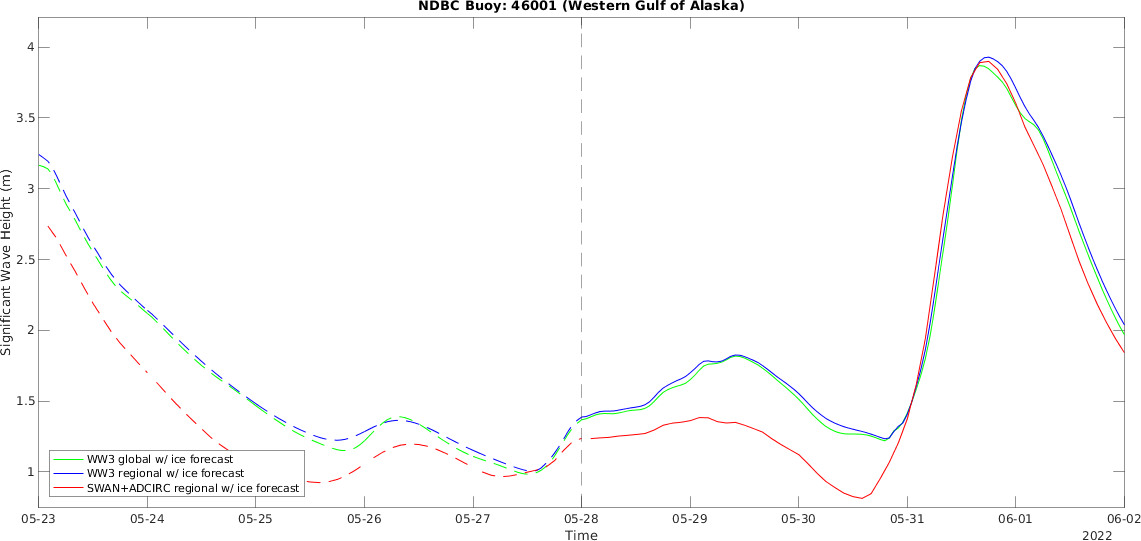 NDBC Buoy: 46001 (Western Gulf of Alaska)
Significant Wave Height (m)
4
3.5
3
2.5
2
1.5
1
WW3 global w/ ice forecast
WW3 regional w/ ice forecast
SWAN+ADCIRC regional w/ ice forecast
05-23 05-24 05-25 05-26 05-27 05-28 05-29 05-30 05-31 06-01 06-02
Time
2022